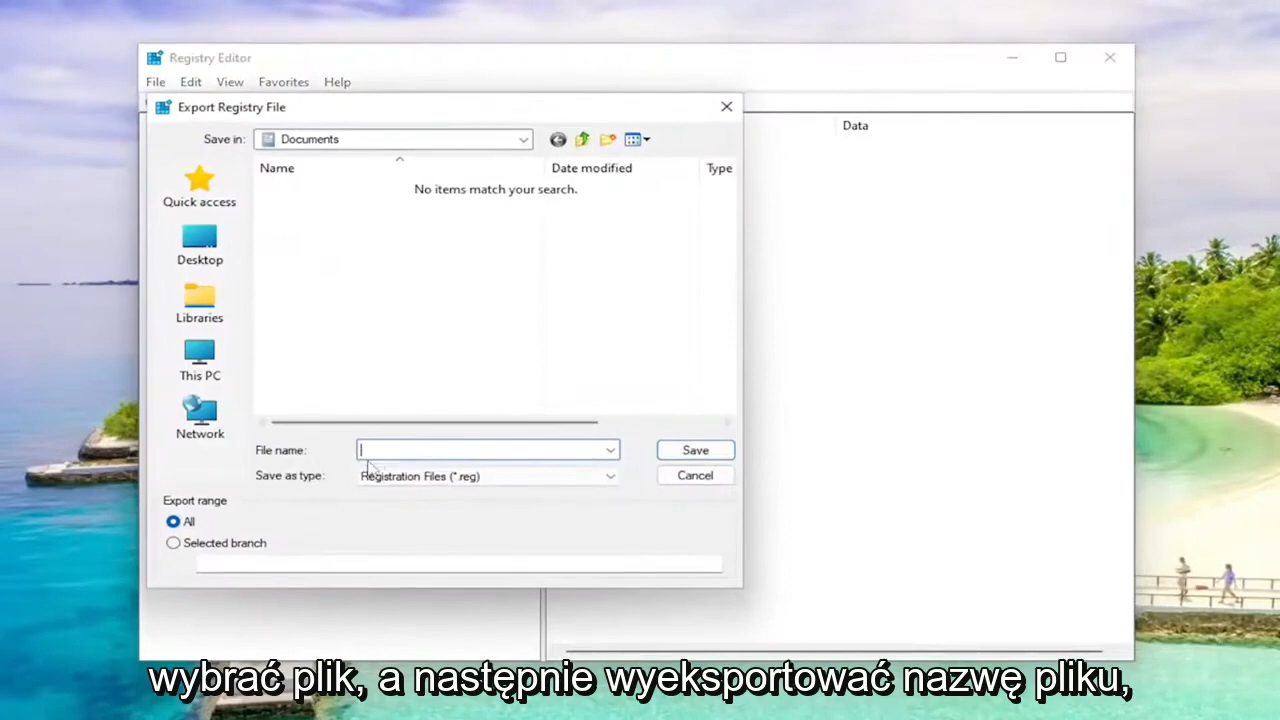 Registry Editor
File Edit View Favorites Help
Export Registry File
Data
Save in: Documents
Name Date modified Type
No items match your search.
Quick access
Desktop
Libraries
This PC
Network
File name: Save
Save as type: Registration Files (*.reg) Cancel
Export range
All
Selected branch
wybrać plik, a następnie wyeksportować nazwę pliku,